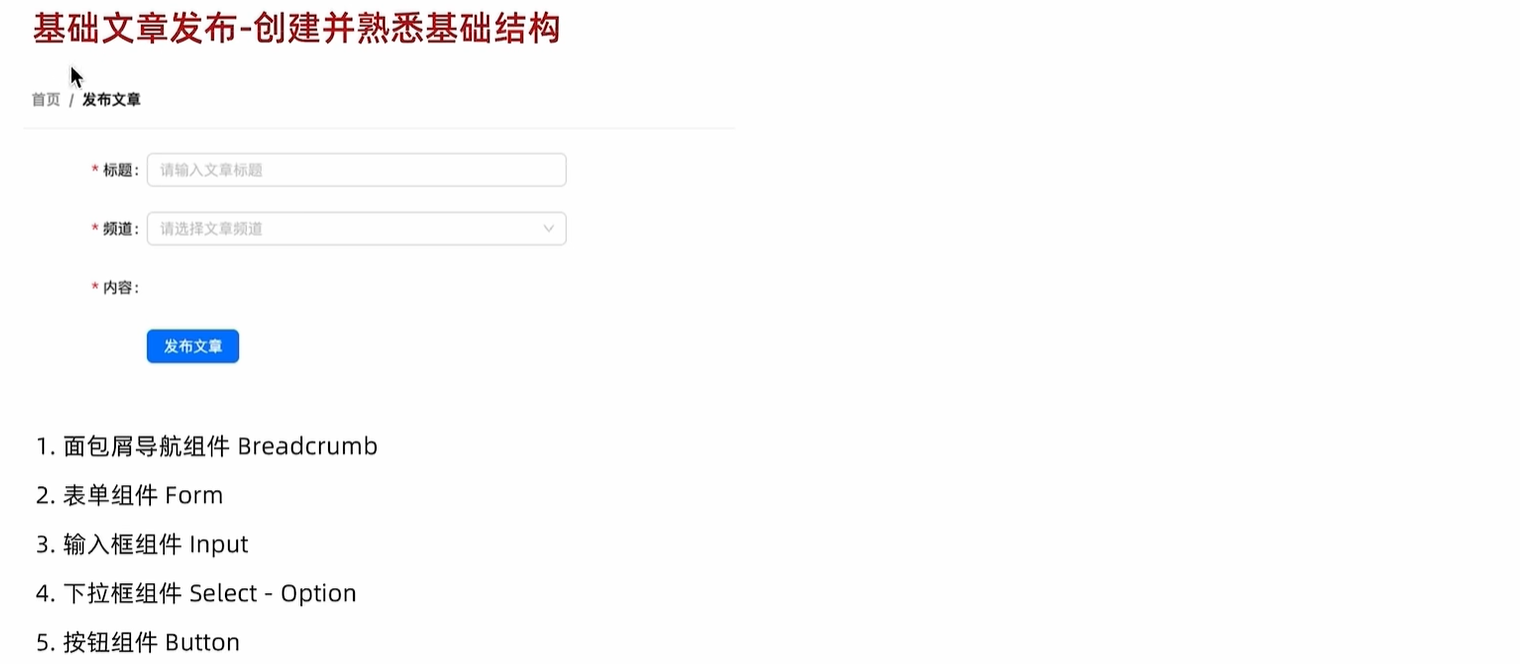 基础文章发布-创建并熟悉基础结构
首页 / 发布文章
* 标题: 请输入文章标题
* 频道: 请选择文章频道
* 内容:
发布文章
1. 面包屑导航组件 Breadcrumb
2. 表单组件 Form
3. 输入框组件 Input
4. 下拉框组件 Select - Option
5. 按钮组件 Button